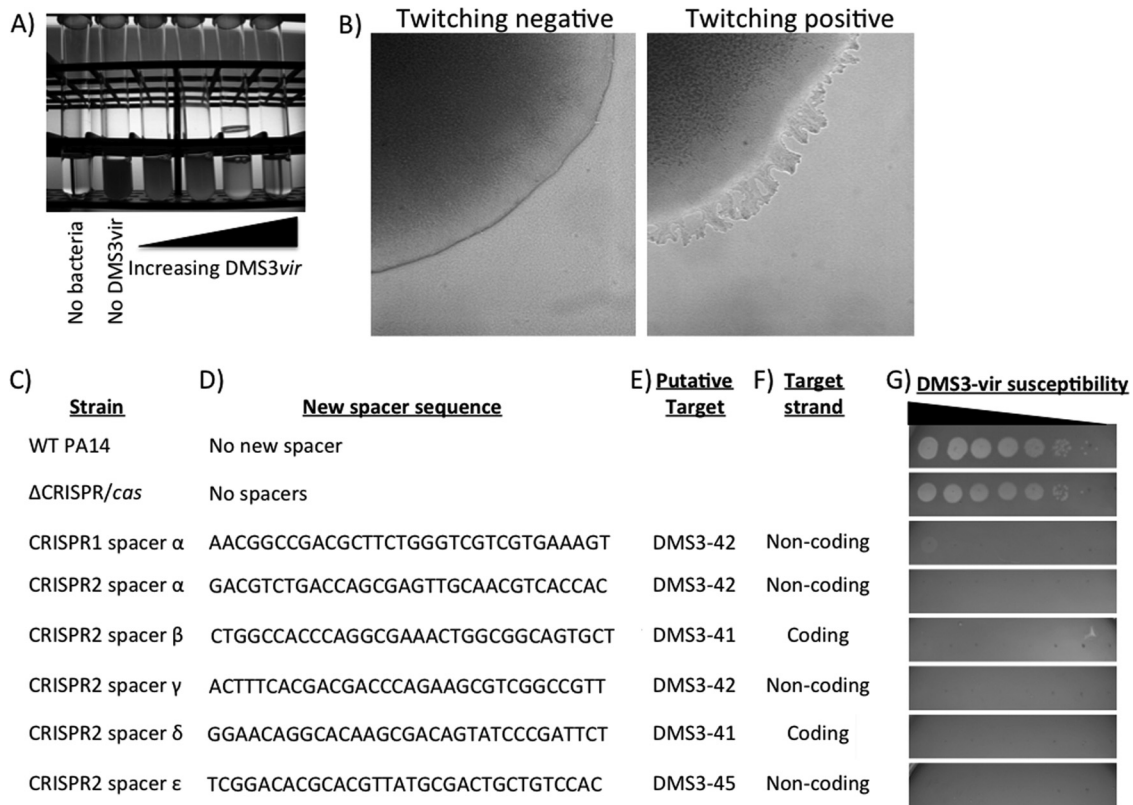 A)
B)
Twitching negative
Twitching positive
No bacteria
No DMS3vir
Increasing DMS3vir
C)
D)
E)
F)
G)
Strain
New spacer sequence
Putative
Target
Target
strand
DMS3-vir susceptibility
WT PA14 No new spacer
ΔCRISPR/cas No spacers
CRISPR1 spacer α AACGGCCGACGCTTCTGGGTCGTCGTGAAAGT DMS3-42 Non-coding
CRISPR2 spacer α GACGTCTGACCAGCGAGTTGCAACGTCACCAC DMS3-42 Non-coding
CRISPR2 spacer β CTGGCCACCCAGGCGAAACTGGCGGCAGTGCT DMS3-41 Coding
CRISPR2 spacer γ ACTTTCACGACGACCCAGAAGCGTCGGCCGTT DMS3-42 Non-coding
CRISPR2 spacer δ GGAACAGGCACAAGCGACAGTATCCCGATTCT DMS3-41 Coding
CRISPR2 spacer ε TCGGACACGCACGTTATGCGACTGCTGTCCAC DMS3-45 Non-coding